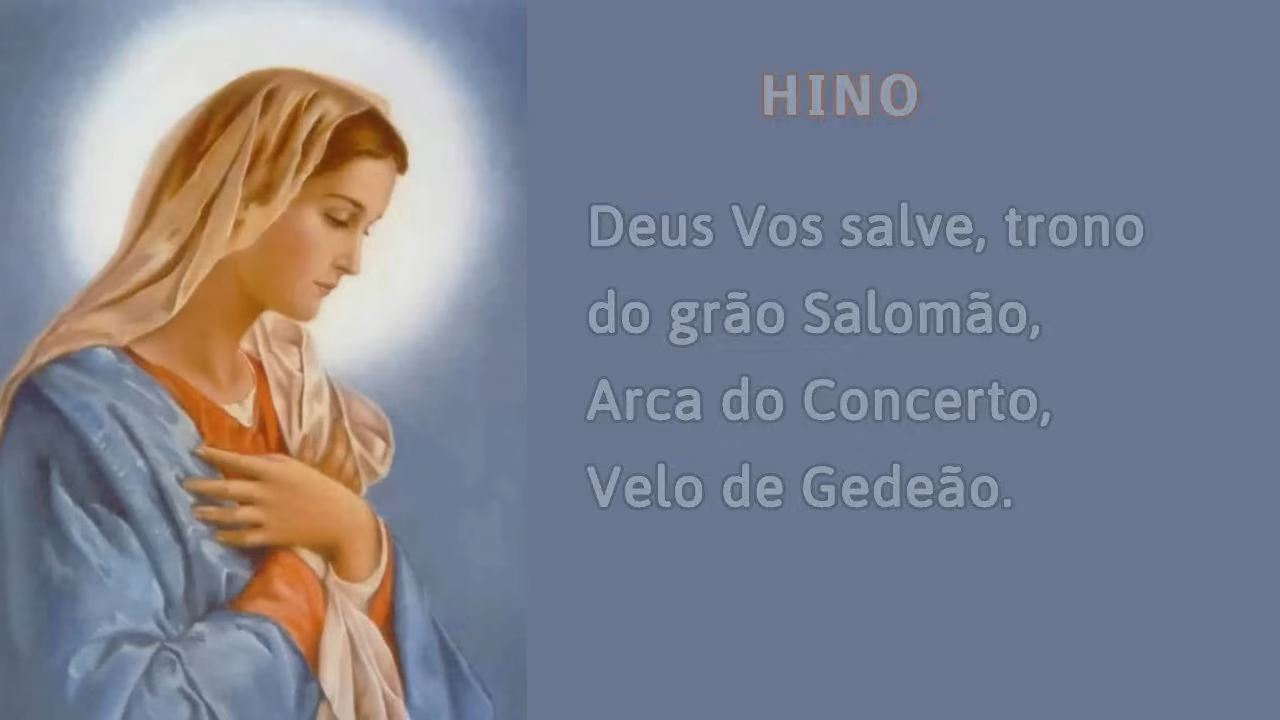 HINO
Deus Vos salve, trono
do grão Salomão,
Arca do Concerto,
Velo de Gedeão.